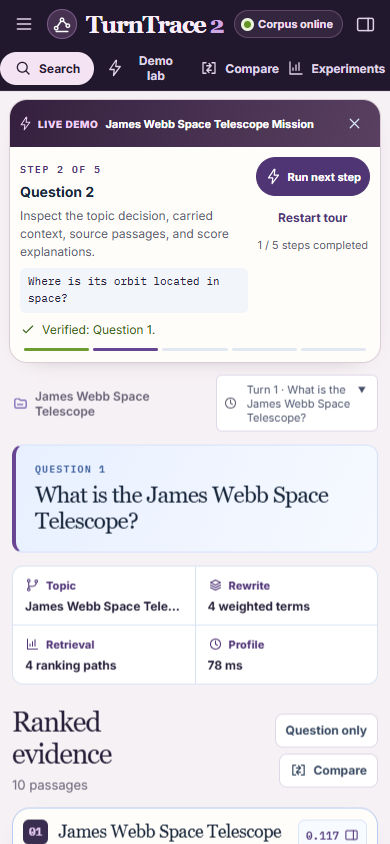 TurnTrace 2
Corpus online
Search
Demo
lab
Compare
Experiments
LIVE DEMO James Webb Space Telescope Mission
STEP 2 OF 5
Question 2
Inspect the topic decision, carried
context, source passages, and score
explanations.
Where is its orbit located in
space?
Verified: Question 1.
Run next step
Restart tour
1 / 5 steps completed
James Webb Space
Telescope
Turn 1 · What is the
James Webb Space
Telescope?
QUESTION 1
What is the James Webb Space
Telescope?
Topic
James Webb Space Tele...
Rewrite
4 weighted terms
Retrieval
4 ranking paths
Profile
78 ms
Ranked
evidence
10 passages
Question only
Compare
01 James Webb Space Telescope 0.117